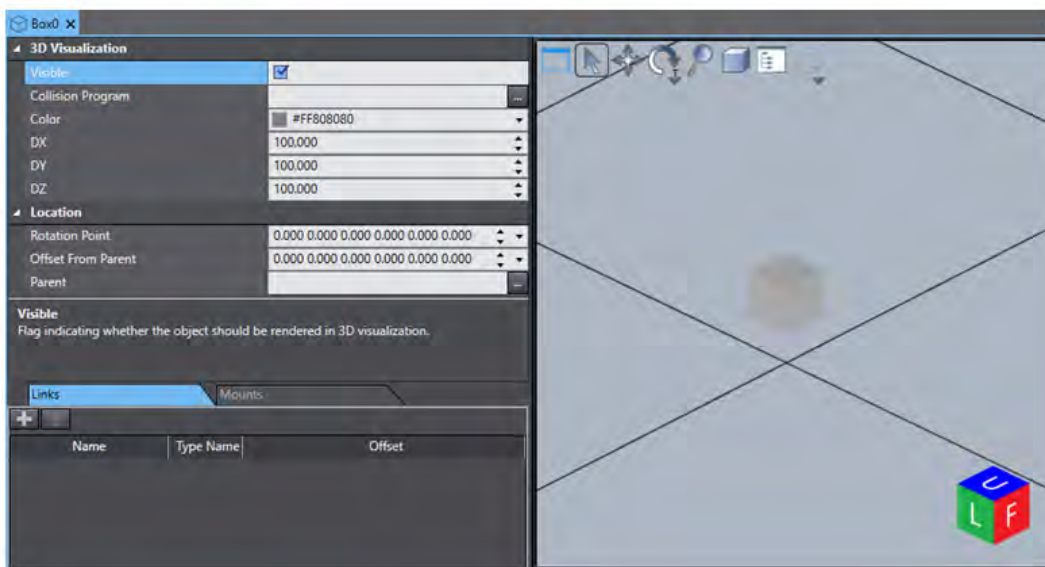 Box0
3D Visualization
Visible
Collision Program
...
Color #FF808080
DX 100.000
DY 100.000
DZ 100.000
Location
Rotation Point 0.000 0.000 0.000 0.000 0.000 0.000
Offset From Parent 0.000 0.000 0.000 0.000 0.000 0.000
Parent ...
Visible
Flag indicating whether the object should be rendered in 3D visualization.
Links Mounts
Name Type Name Offset
U
L F